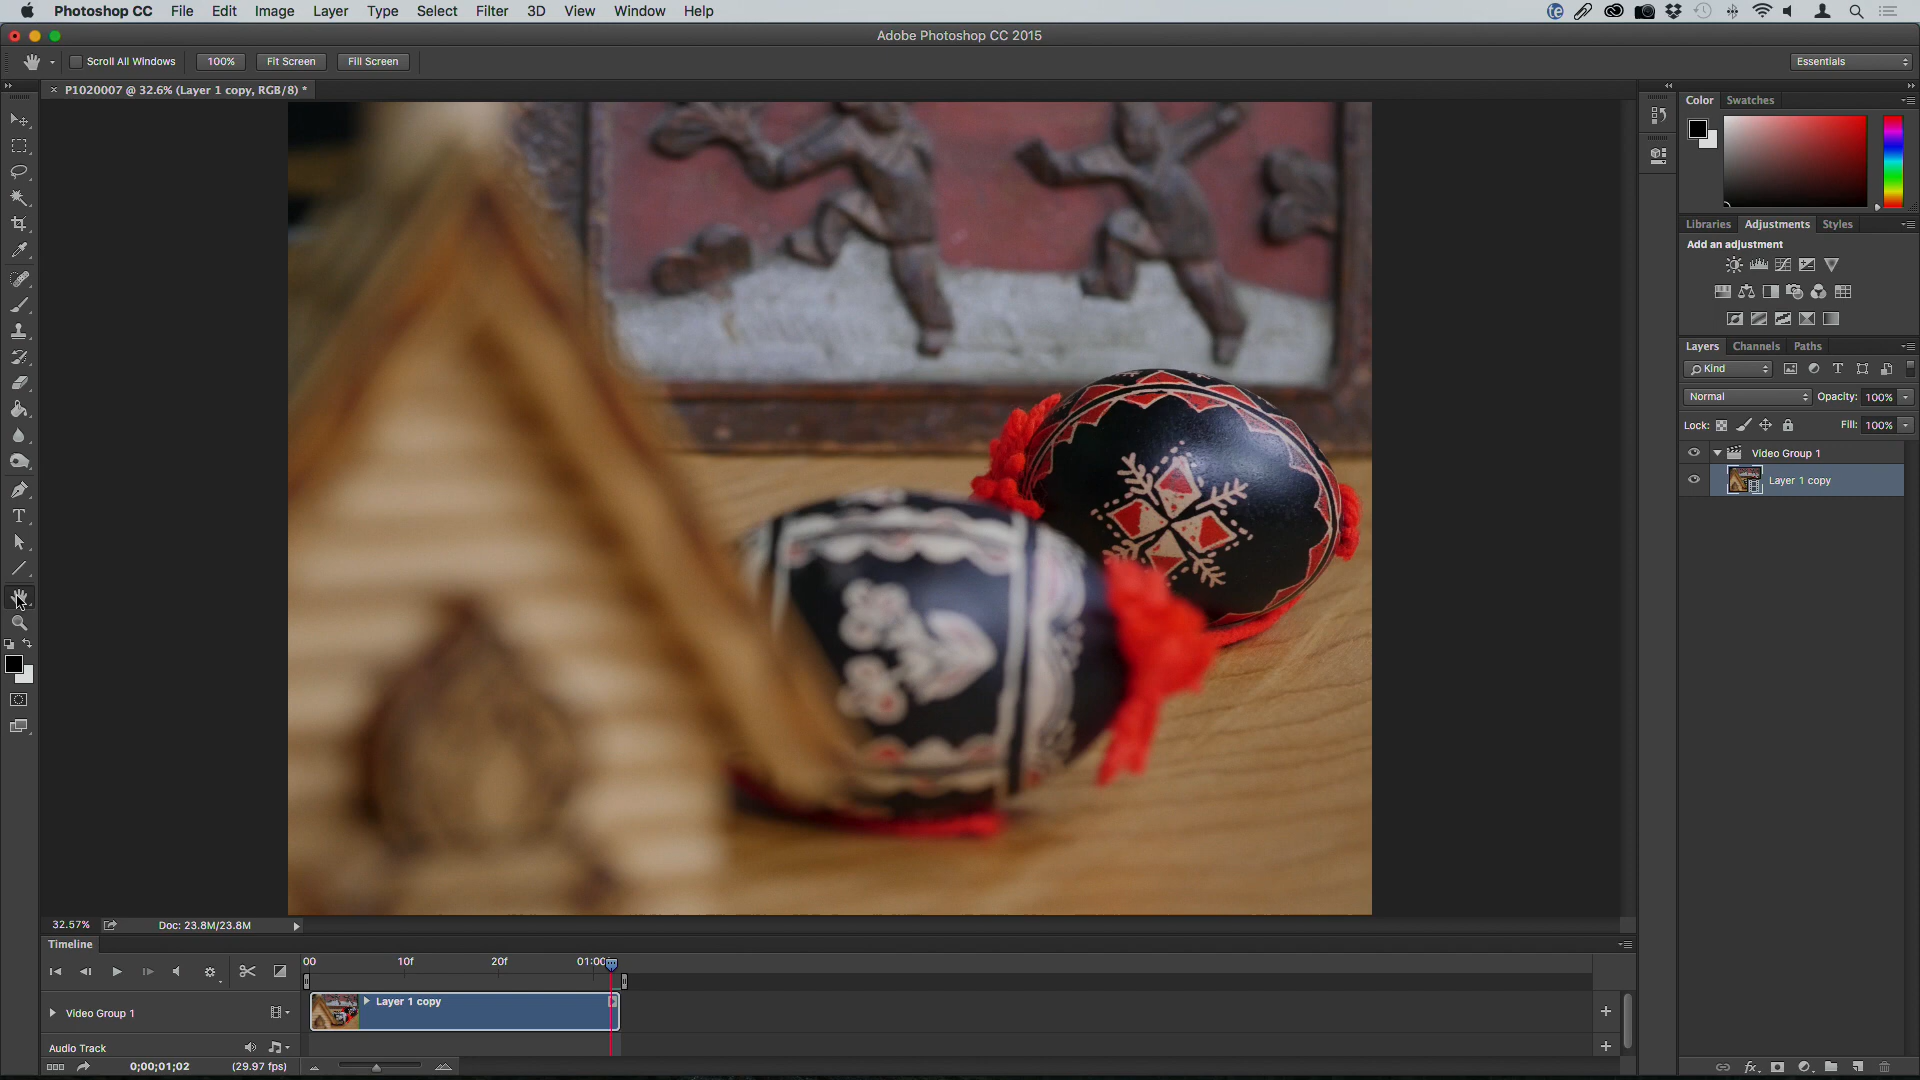 Photoshop CC File Edit Image Layer Type Select Filter 3D View Window Help
Adobe Photoshop CC 2015
Scroll All Windows 100% Fit Screen Fill Screen Essentials
× P1020007 @ 32.6% (Layer 1 copy, RGB/8) *
Color Swatches
Libraries Adjustments Styles
Add an adjustment
Layers Channels Paths
Kind
Normal Opacity: 100%
Lock: Fill: 100%
Video Group 1
Layer 1 copy
32.57% Doc: 23.8M/23.8M
Timeline
00 10f 20f 01:00
Layer 1 copy
Video Group 1
Audio Track
0;00;01;02 (29.97 fps)